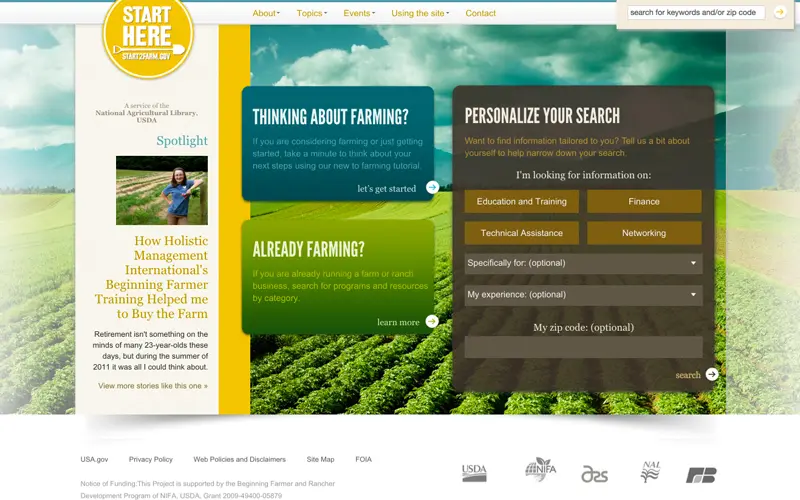 START
HERE
START2FARM.GOV
About
Topics
Events
Using the site
Contact
search for keywords and/or zip code
A service of the
National Agricultural Library,
USDA
Spotlight
How Holistic
Management
International's
Beginning Farmer
Training Helped me
to Buy the Farm
Retirement isn't something on the
minds of many 23-year-olds these
days, but during the summer of
2011 it was all I could think about.
View more stories like this one »
THINKING ABOUT FARMING?
If you are considering farming or just getting
started, take a minute to think about your
next steps using our new to farming tutorial.
let's get started
ALREADY FARMING?
If you are already running a farm or ranch
business, search for programs and resources
by category.
learn more
PERSONALIZE YOUR SEARCH
Want to find information tailored to you? Tell us a bit about
yourself to help narrow down your search.
I'm looking for information on:
Education and Training
Finance
Technical Assistance
Networking
Specifically for: (optional)
My experience: (optional)
My zip code: (optional)
search
USA.gov
Privacy Policy
Web Policies and Disclaimers
Site Map
FOIA
Notice of Funding:This Project is supported by the Beginning Farmer and Rancher
Development Program of NIFA, USDA, Grant 2009-49400-05879
USDA
NIFA
ars
NAL
FB